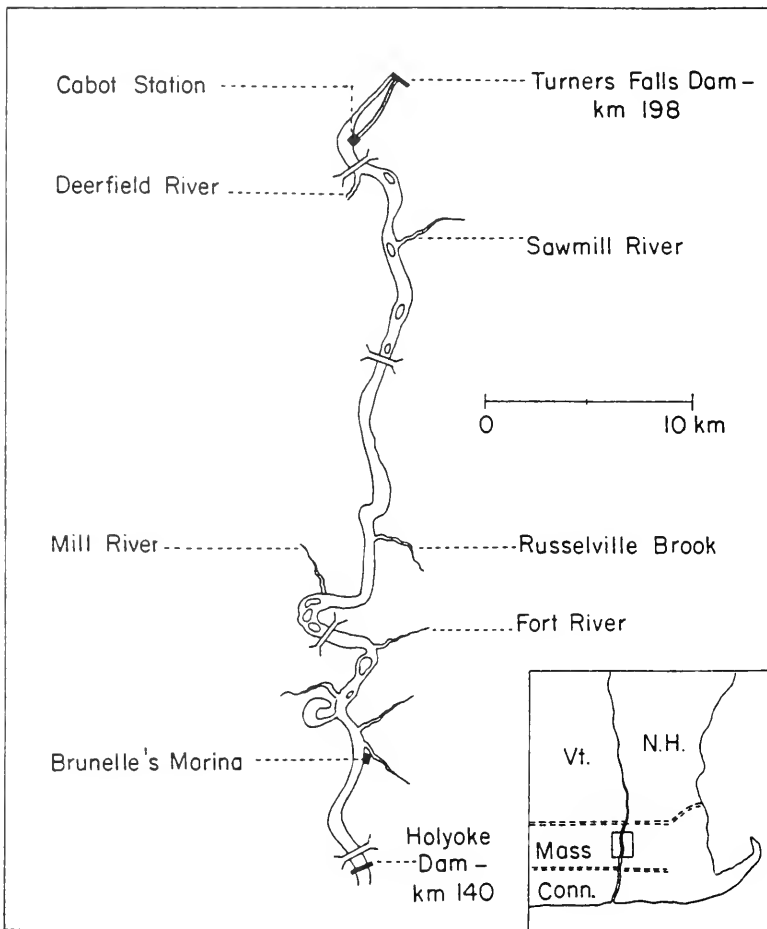 Cabot Station
Turners Falls Dam –
km 198
Deerfield River
Sawmill River
0
10 km
Mill River
Russelville Brook
Fort River
Brunelle's Marina
Holyoke
Dam –
km 140
Vt.
N.H.
Mass
Conn.